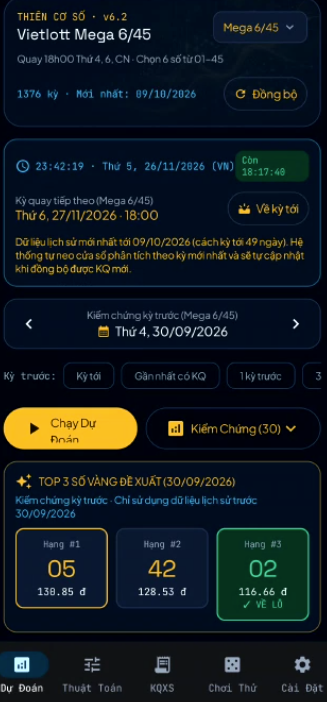 THIÊN CƠ SỐ · v6.2
Vietlott Mega 6/45
Mega 6/45
Quay 18h00 Thứ 4, 6, CN · Chọn 6 số từ 01–45
1376 kỳ · Mới nhất: 09/10/2026
Đồng bộ
23:42:19 · Thứ 5, 26/11/2026 (VN)
Còn
18:17:40
Kỳ quay tiếp theo (Mega 6/45)
Thứ 6, 27/11/2026 · 18:00
Về kỳ tới
Dữ liệu lịch sử mới nhất tới 09/10/2026 (cách kỳ tới 49 ngày). Hệ
thống tự neo cửa sổ phân tích theo kỳ mới nhất và sẽ tự cập nhật
khi đồng bộ được KQ mới.
Kiểm chứng kỳ trước (Mega 6/45)
Thứ 4, 30/09/2026
Kỳ trước:
Kỳ tới
Gần nhất có KQ
1 kỳ trước
3
Chạy Dự
Đoán
Kiểm Chứng (30)
TOP 3 SỐ VÀNG ĐỀ XUẤT (30/09/2026)
Kiểm chứng kỳ trước · Chỉ sử dụng dữ liệu lịch sử trước
30/09/2026
Hạng #1
05
130.85 đ
Hạng #2
42
128.53 đ
Hạng #3
02
116.66 đ
✓ VỀ LÔ
Dự Đoán
Thuật Toán
KQXS
Chơi Thử
Cài Đặt